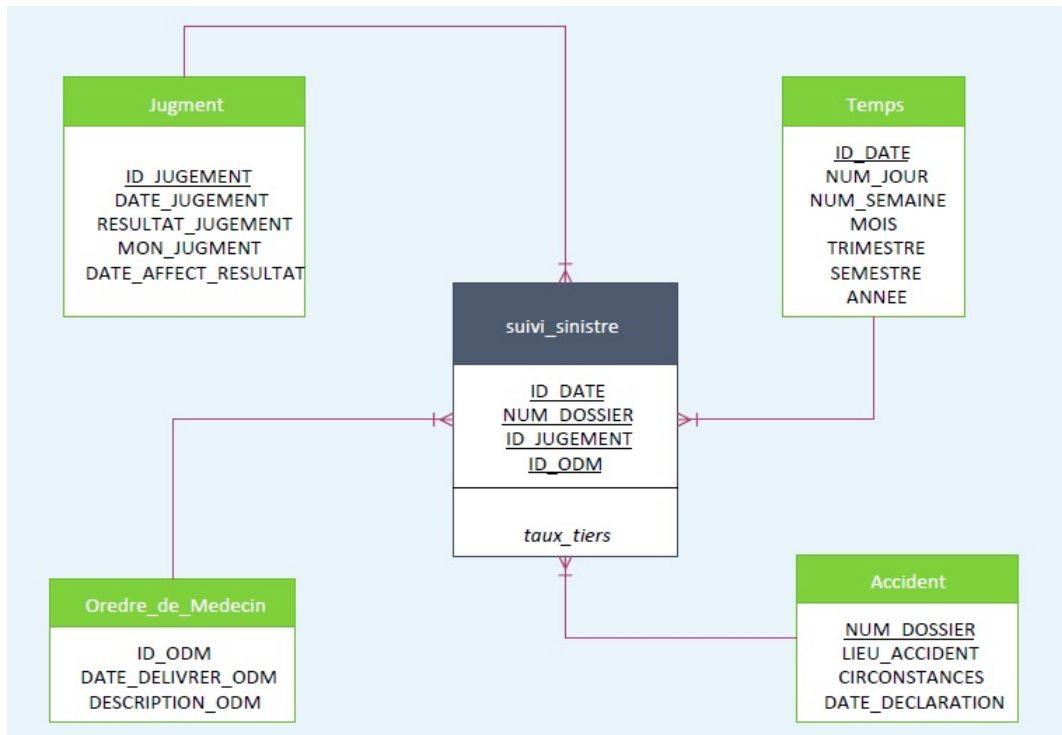 Jugment
ID_JUGEMENT
DATE_JUGEMENT
RESULTAT_JUGEMENT
MON_JUGMENT
DATE_AFFECT_RESULTAT
Temps
ID_DATE
NUM_JOUR
NUM_SEMAINE
MOIS
TRIMESTRE
SEMESTRE
ANNEE
suivi_sinistre
ID_DATE
NUM_DOSSIER
ID_JUGEMENT
ID_ODM
taux_tiers
Oredre_de_Medecin
ID_ODM
DATE_DELIVRER_ODM
DESCRIPTION_ODM
Accident
NUM_DOSSIER
LIEU_ACCIDENT
CIRCONSTANCES
DATE_DECLARATION